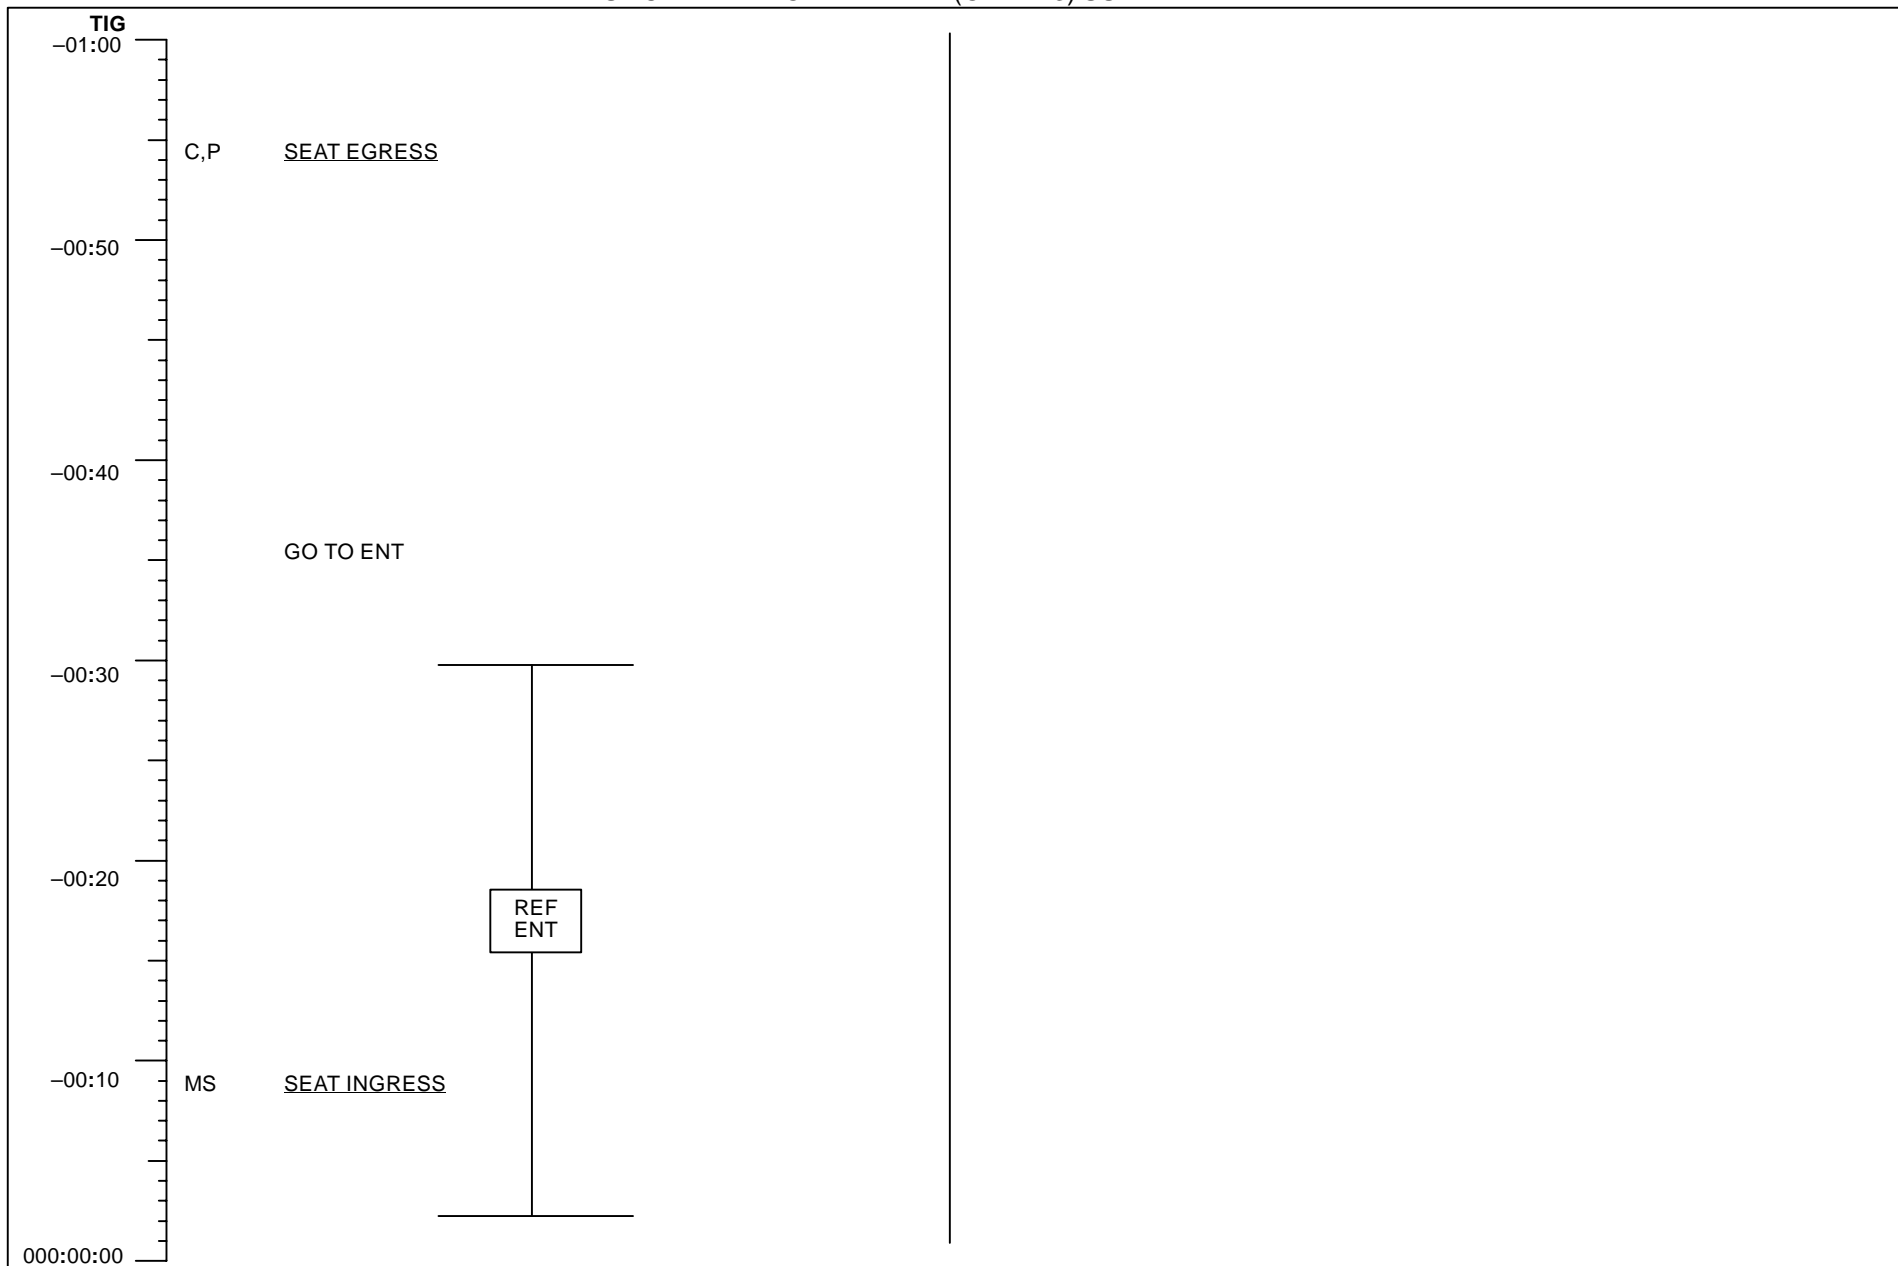 TIG
–01:00
C,P SEAT EGRESS
–00:50
–00:40
GO TO ENT
–00:30
–00:20
REF
ENT
–00:10
MS SEAT INGRESS
000:00:00